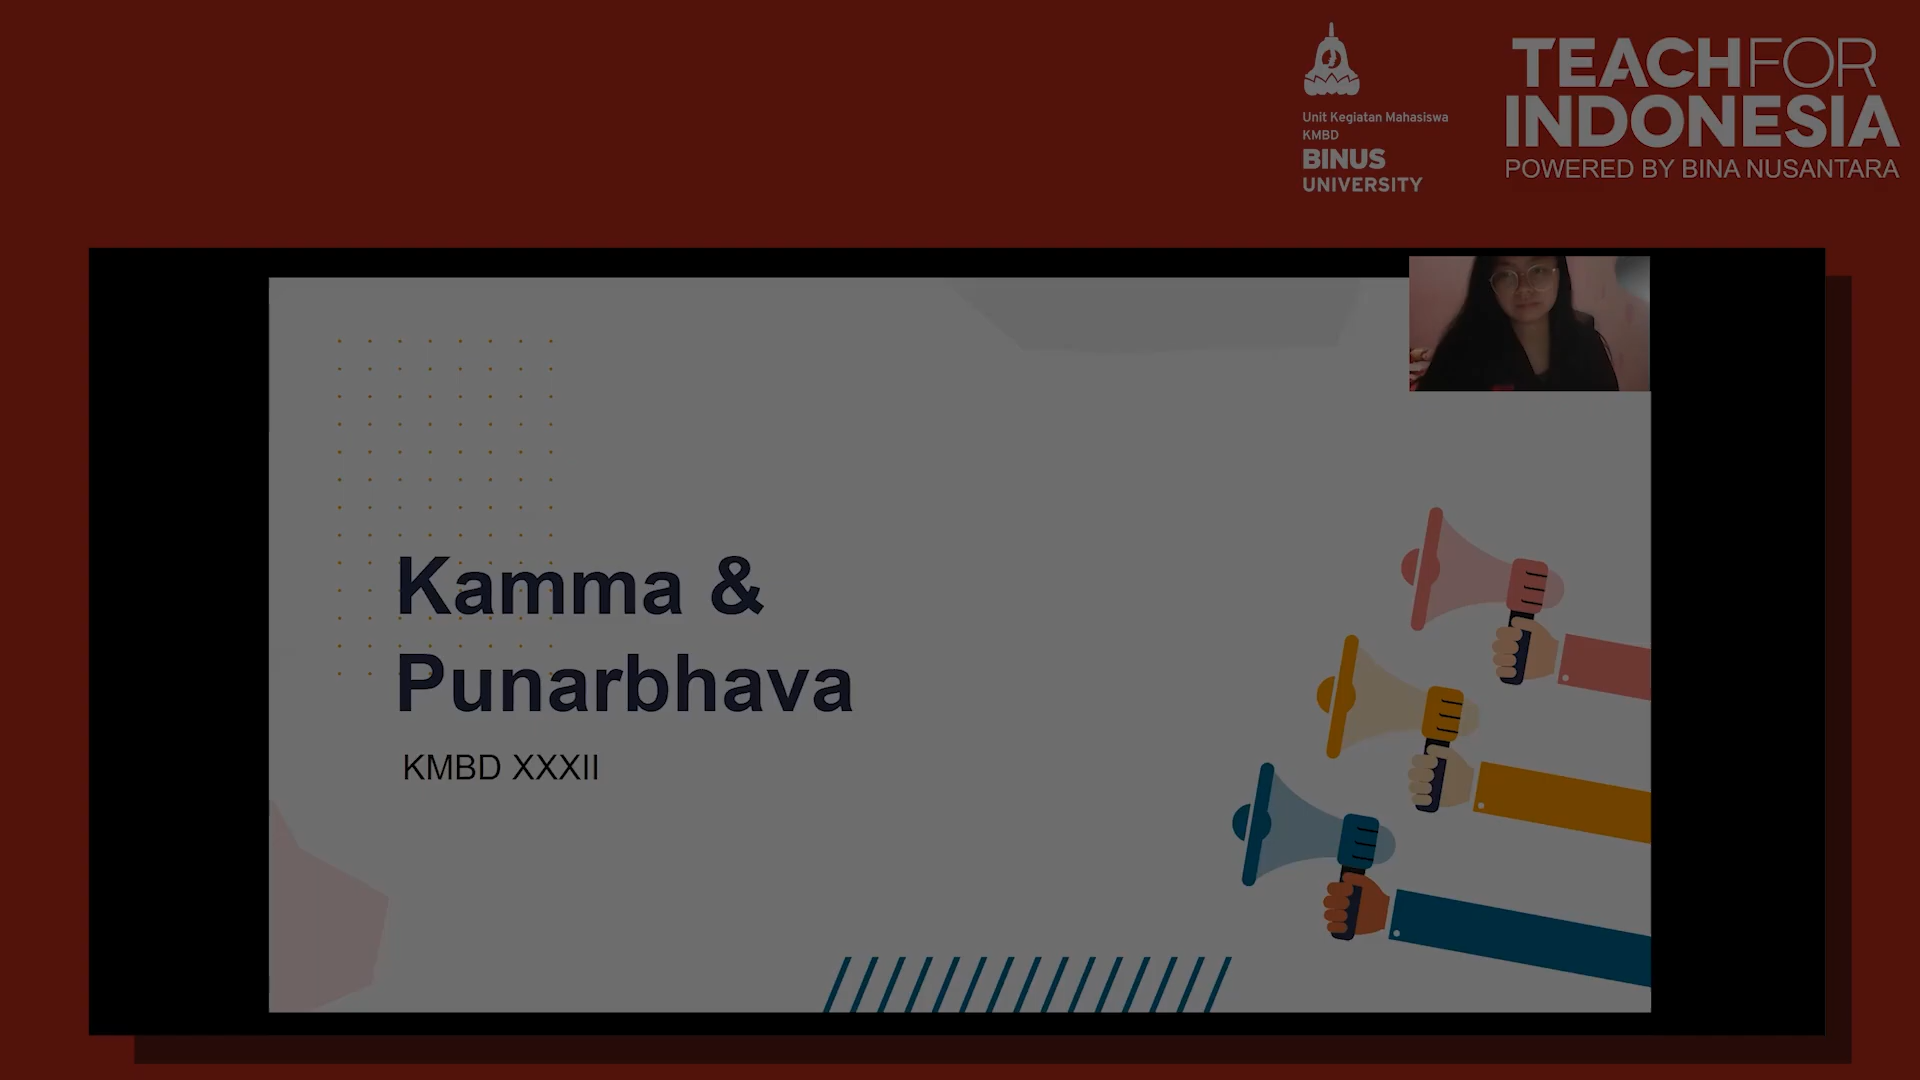 Unit Kegiatan Mahasiswa
KMBD
BINUS
UNIVERSITY
TEACHFOR
INDONESIA
POWERED BY BINA NUSANTARA
Kamma &
Punarbhava
KMBD XXXII